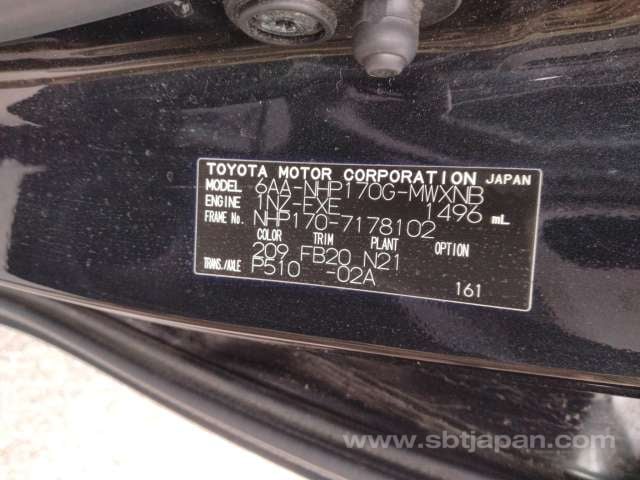 TOYOTA MOTOR CORPORATION JAPAN
MODEL 6AA-NHP170G-MWXNB
ENGINE 1NZ-FXE 1496 mL
FRAME No. NHP170-7178102
COLOR TRIM PLANT OPTION
209 FB20 N21
TRANS./AXLE P510 -02A
161
www.sbtjapan.com